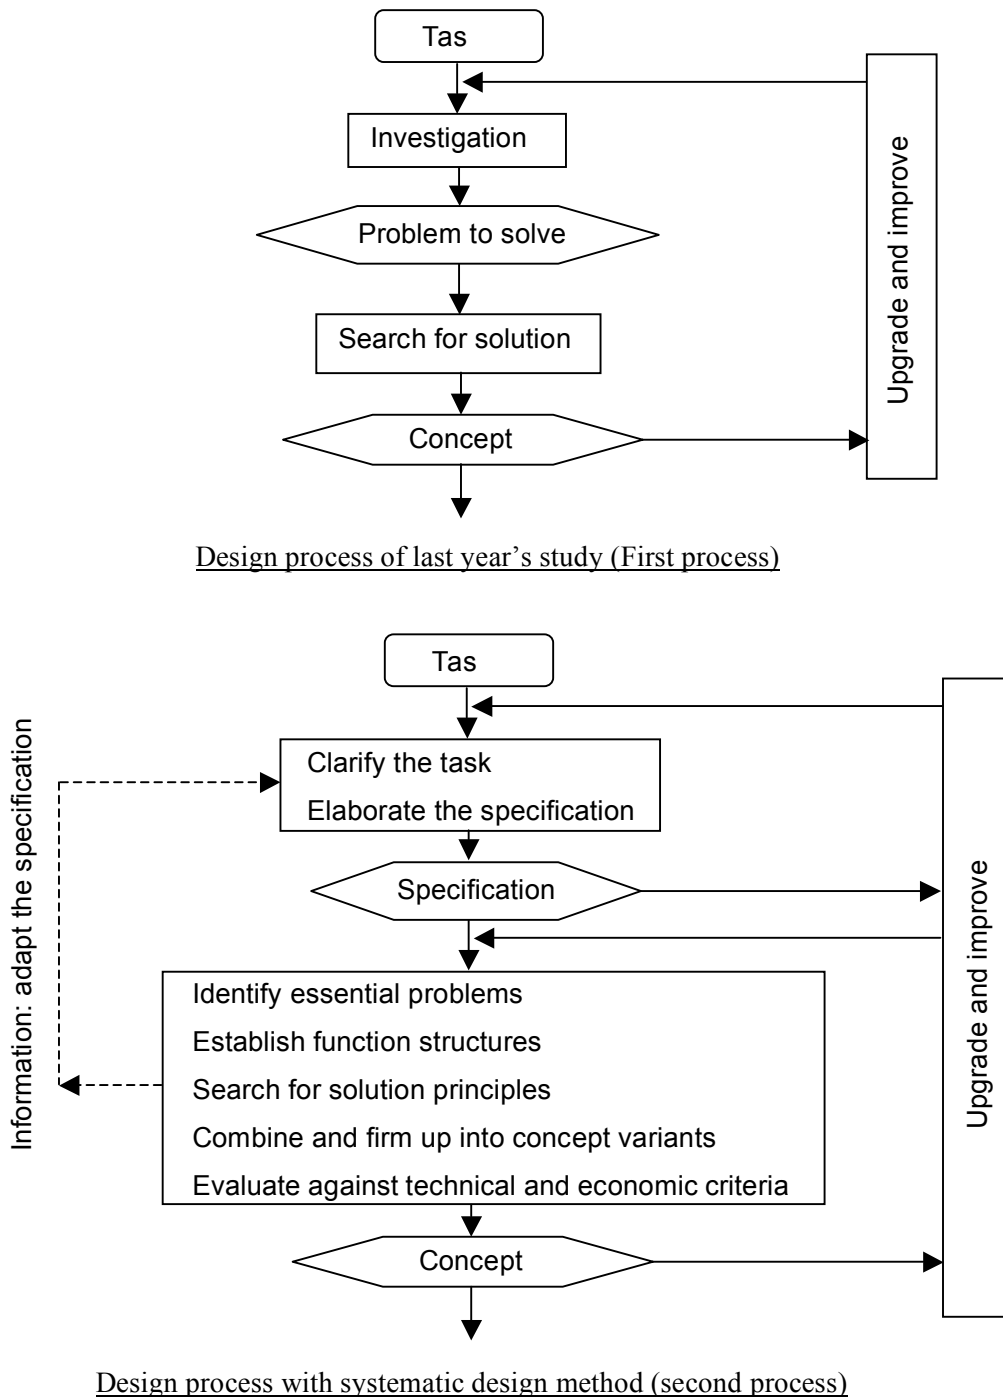 Tas
Investigation
Problem to solve
Search for solution
Concept
Upgrade and improve
Design process of last year's study (First process)
Tas
Clarify the task
Elaborate the specification
Specification
Information: adapt the specification
Identify essential problems
Establish function structures
Search for solution principles
Combine and firm up into concept variants
Evaluate against technical and economic criteria
Concept
Upgrade and improve
Design process with systematic design method (second process)